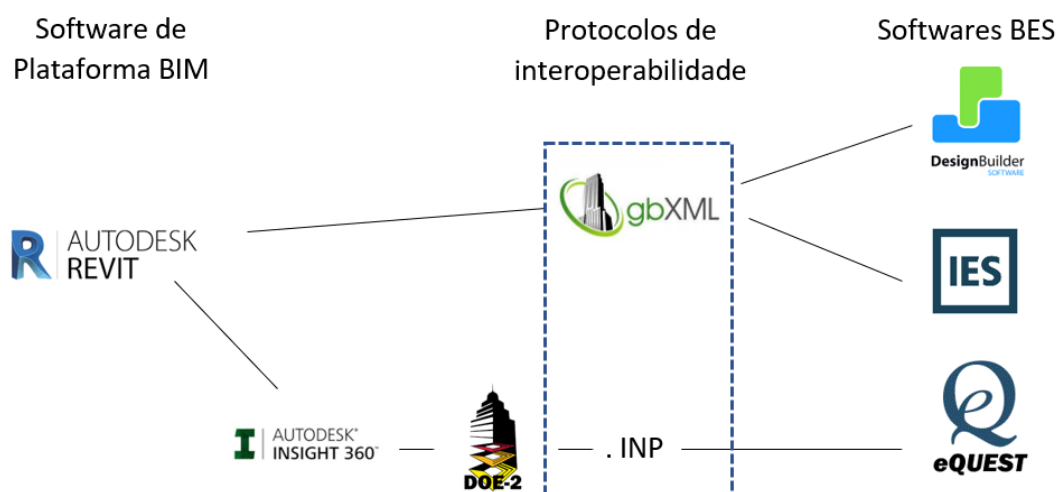 Software de
Plataforma BIM
Protocolos de
interoperabilidade
Softwares BES
DesignBuilder
SOFTWARE
gbXML
R AUTODESK
REVIT
IES
I AUTODESK®
INSIGHT 360™
DOE-2
. INP
Q e
eQUEST